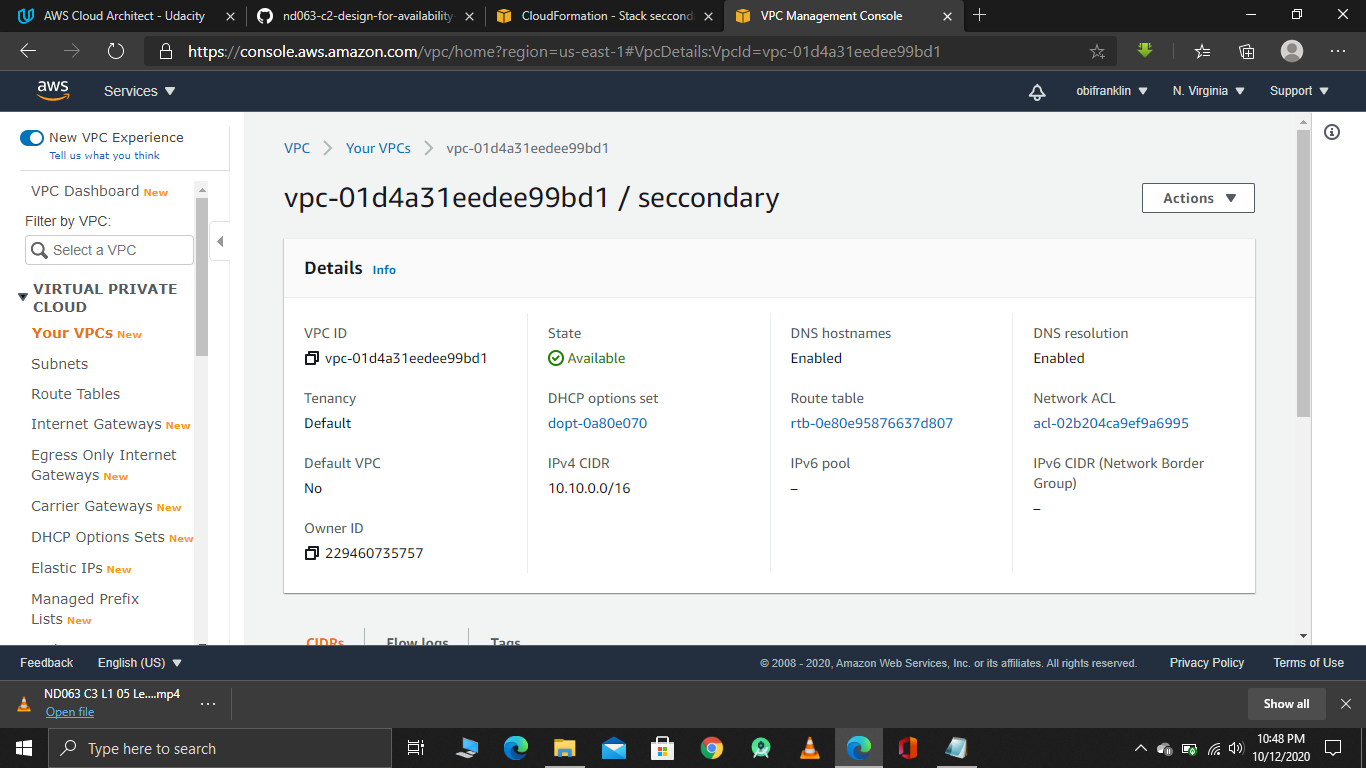 AWS Cloud Architect - Udacity
nd063-c2-design-for-availability
CloudFormation - Stack seccond
VPC Management Console
https://console.aws.amazon.com/vpc/home?region=us-east-1#VpcDetails:VpcId=vpc-01d4a31eedee99bd1
aws
Services
obifranklin
N. Virginia
Support
New VPC Experience
Tell us what you think
VPC Dashboard New
Filter by VPC:
Select a VPC
VIRTUAL PRIVATE
CLOUD
Your VPCs New
Subnets
Route Tables
Internet Gateways New
Egress Only Internet
Gateways New
Carrier Gateways New
DHCP Options Sets New
Elastic IPs New
Managed Prefix
Lists New
VPC
Your VPCs
vpc-01d4a31eedee99bd1
vpc-01d4a31eedee99bd1 / seccondary
Actions
Details Info
VPC ID
vpc-01d4a31eedee99bd1
State
Available
DNS hostnames
Enabled
DNS resolution
Enabled
Tenancy
Default
DHCP options set
dopt-0a80e070
Route table
rtb-0e80e95876637d807
Network ACL
acl-02b204ca9ef9a6995
Default VPC
No
IPv4 CIDR
10.10.0.0/16
IPv6 pool
–
IPv6 CIDR (Network Border
Group)
–
Owner ID
229460735757
CIDRs
Flow logs
Tags
Feedback
English (US)
© 2008 - 2020, Amazon Web Services, Inc. or its affiliates. All rights reserved.
Privacy Policy
Terms of Use
ND063 C3 L1 05 Le....mp4
Open file
Show all
Type here to search
10:48 PM
10/12/2020